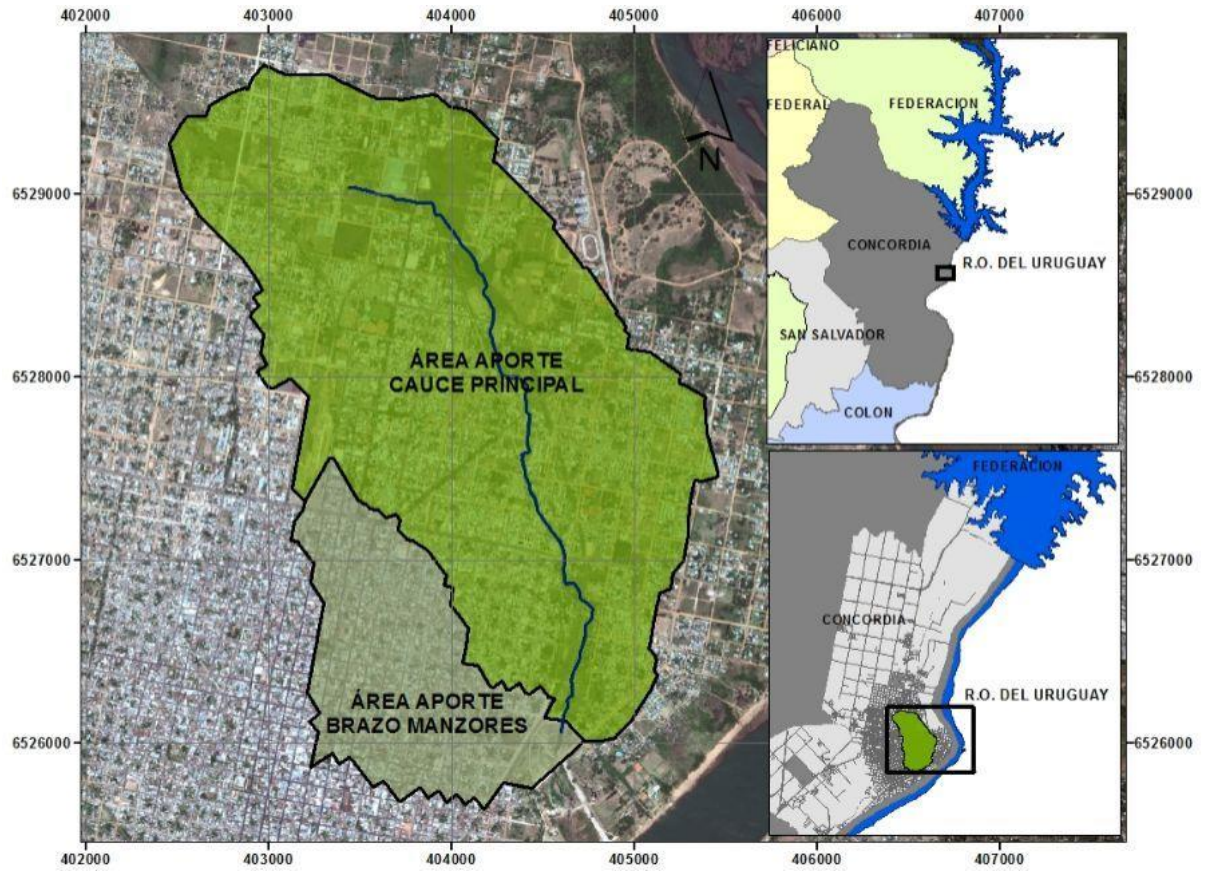 402000 403000 404000 405000 406000 407000
FELICIANO
FEDERAL
FEDERACION
N
6529000
6529000
CONCORDIA
R.O. DEL URUGUAY
SAN SALVADOR
ÁREA APORTE
CAUCE PRINCIPAL
6528000
6528000
COLON
FEDERACION
6527000
6527000
CONCORDIA
R.O. DEL URUGUAY
ÁREA APORTE
BRAZO MANZORES
6526000
6526000
402000 403000 404000 405000 406000 407000